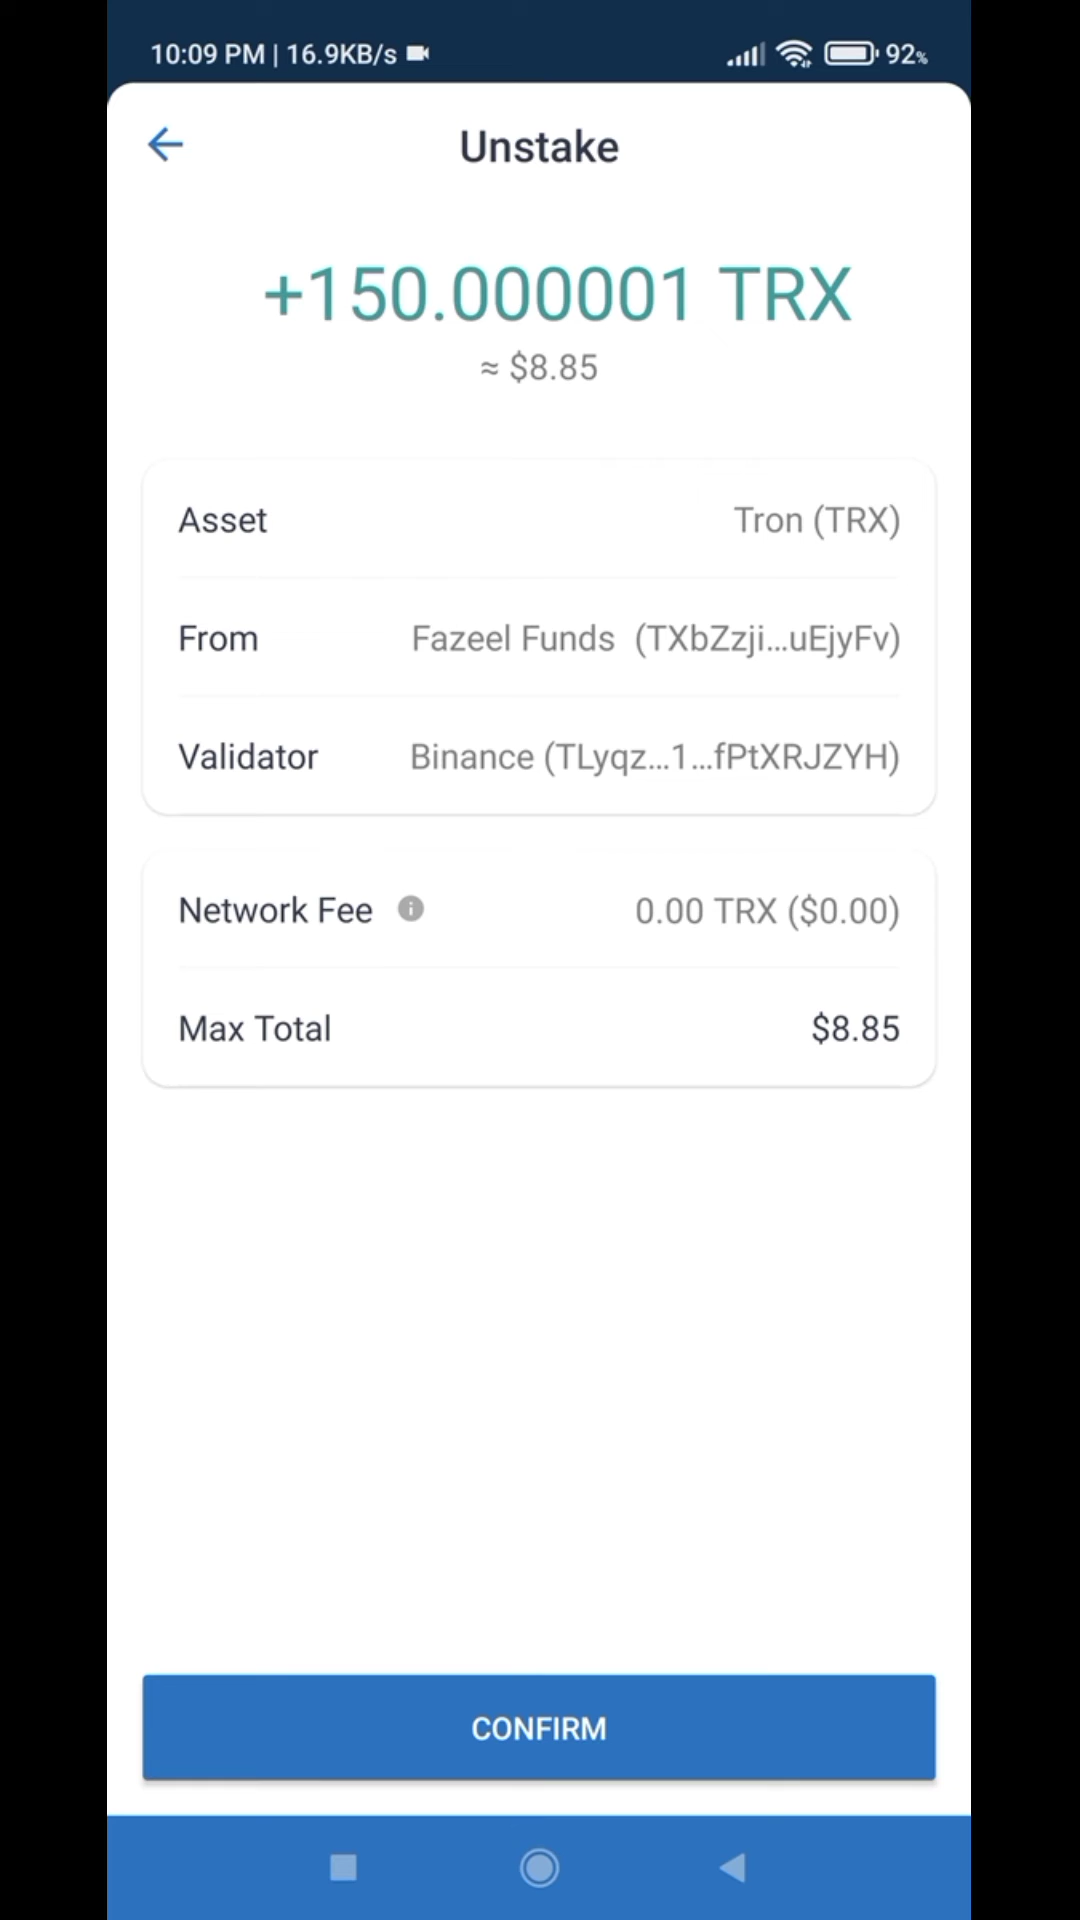 10:09 PM | 16.9KB/s 92%
Unstake
+150.000001 TRX
≈ $8.85
Asset Tron (TRX)
From Fazeel Funds (TXbZzji...uEjyFv)
Validator Binance (TLyqz...1...fPtXRJZYH)
Network Fee 0.00 TRX ($0.00)
Max Total $8.85
CONFIRM